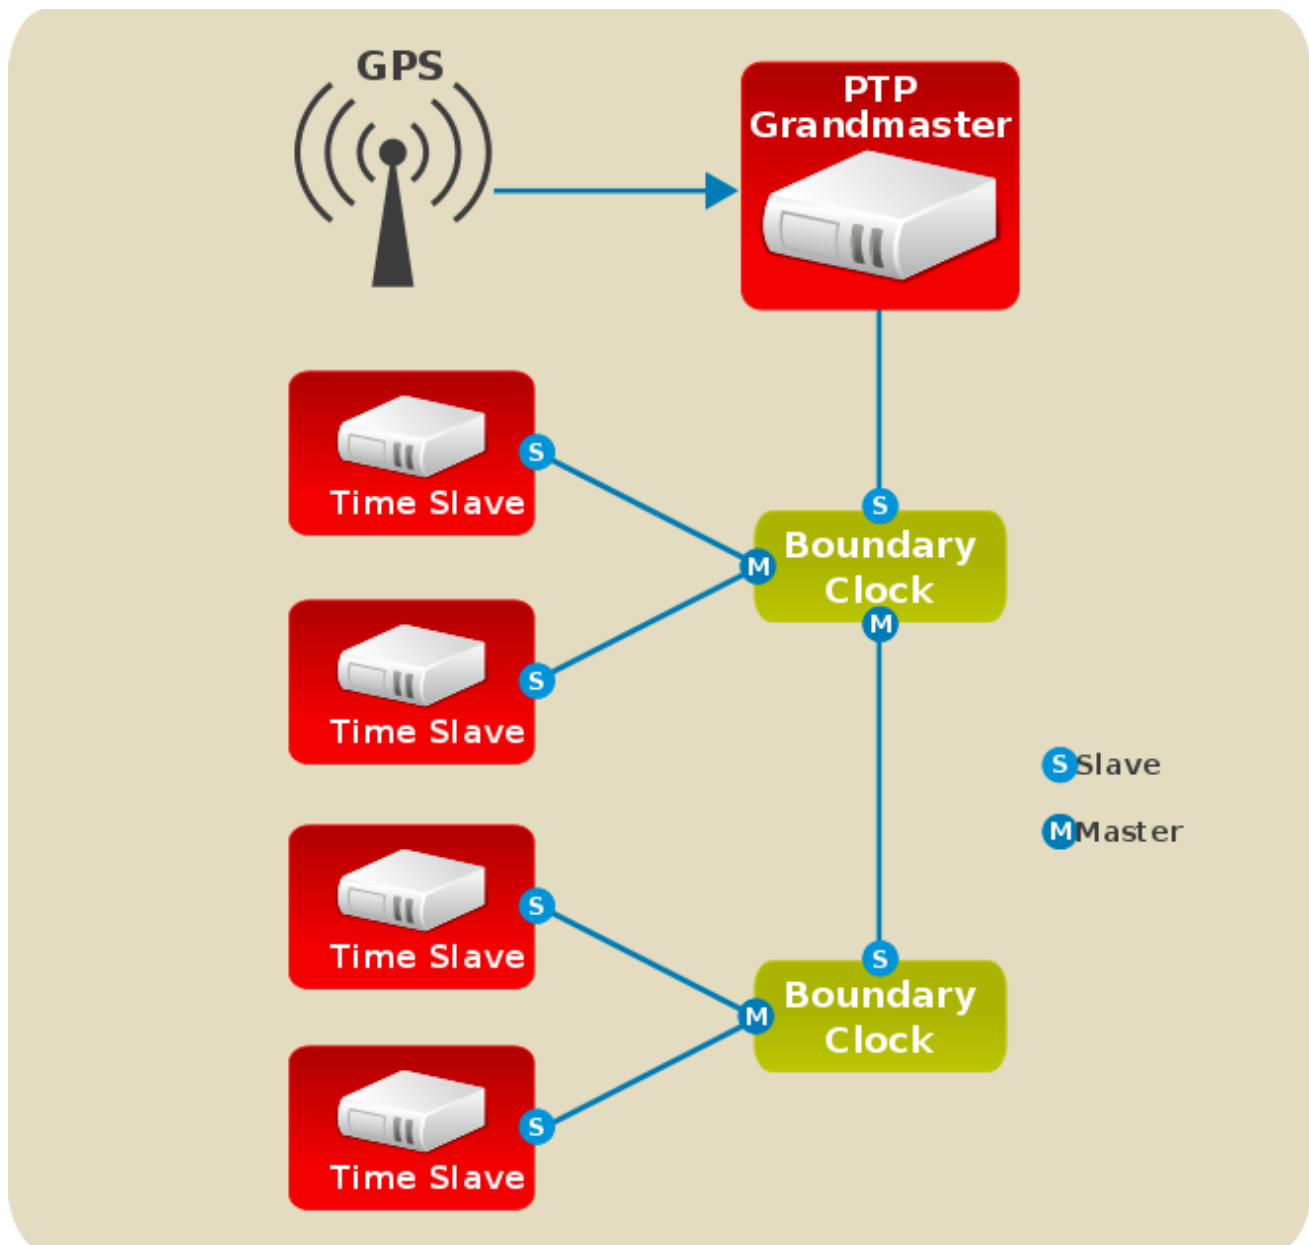 GPS
PTP
Grandmaster
S
Time Slave
S
Boundary
Clock
M
M
S
Time Slave
S Slave
M Master
S
Time Slave
S
Boundary
Clock
M
S
Time Slave